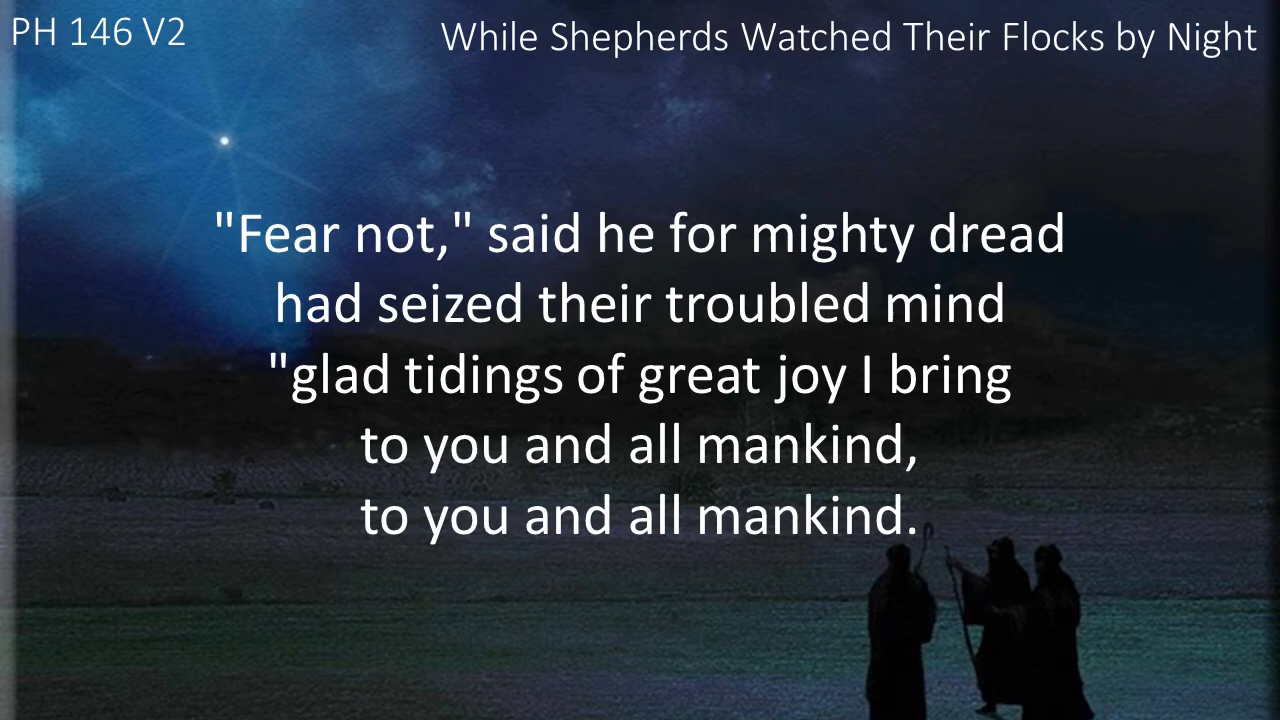 PH 146 V2
While Shepherds Watched Their Flocks by Night
"Fear not," said he for mighty dread
had seized their troubled mind
"glad tidings of great joy I bring
to you and all mankind,
to you and all mankind.